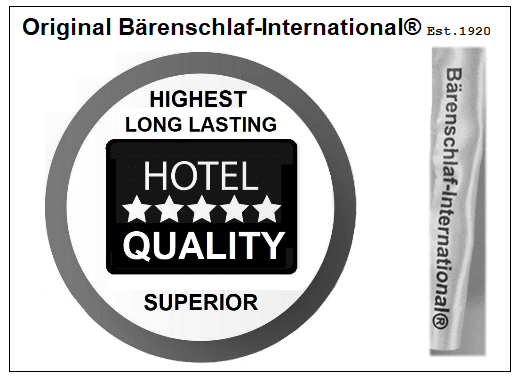 Original Bärenschlaf-International® Est.1920
HIGHEST
LONG LASTING
HOTEL
QUALITY
SUPERIOR
Bärenschlaf-International®